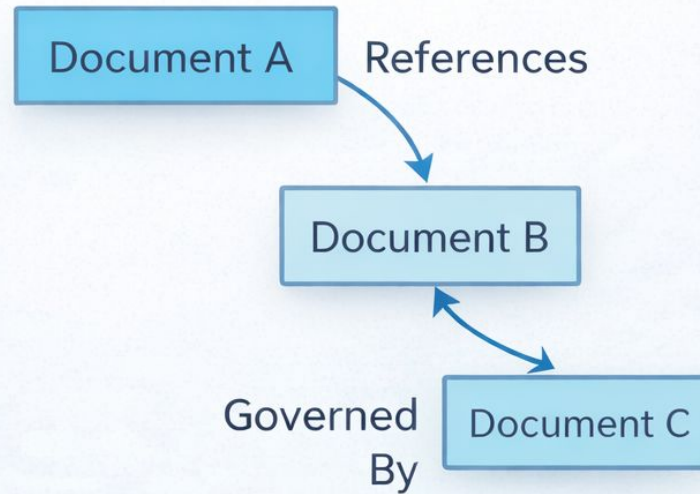 Document A
References
Document B
Governed
By
Document C